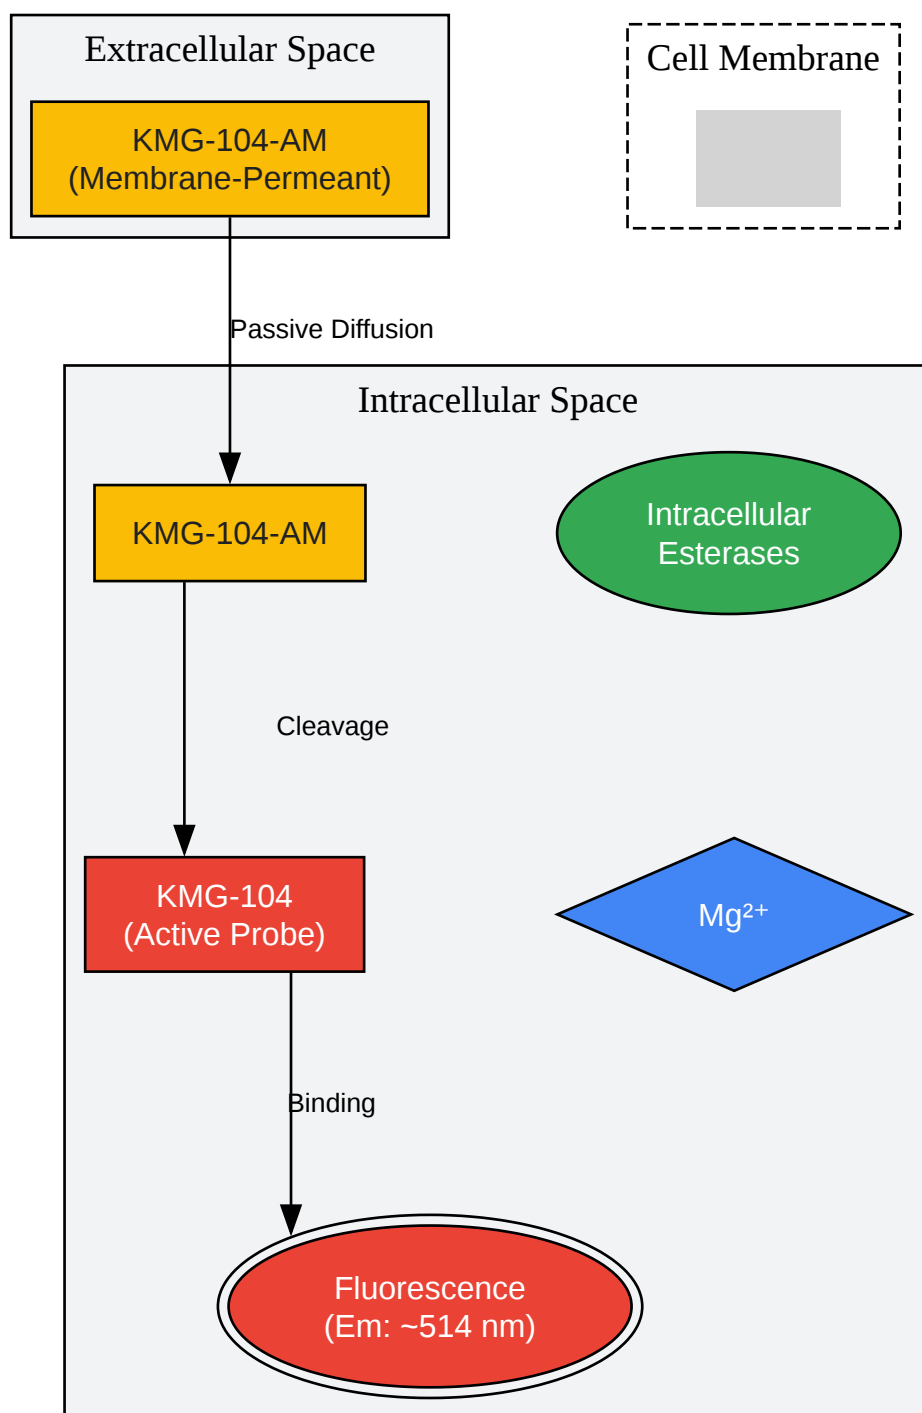 Extracellular Space
KMG-104-AM
(Membrane-Permeant)
Cell Membrane
Passive Diffusion
Intracellular Space
KMG-104-AM
Intracellular
Esterases
Cleavage
KMG-104
(Active Probe)
Mg²⁺
Binding
Fluorescence
(Em: ~514 nm)